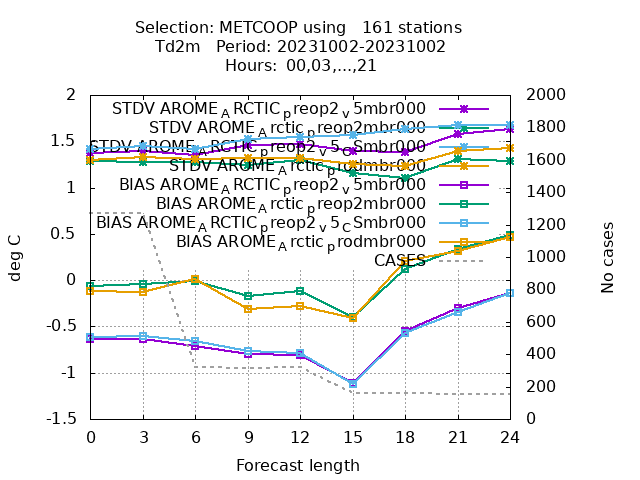 Selection: METCOOP using   161 stations
Td2m   Period: 20231002-20231002
Hours:  00,03,...,21
STDV AROME_ARCTIC_preop2_v5mbr000
STDV AROME_Arctic_preop2mbr000
STDV AROME_ARCTIC_preop2_v5_CSmbr000
STDV AROME_Arctic_prodmbr000
BIAS AROME_ARCTIC_preop2_v5mbr000
BIAS AROME_Arctic_preop2mbr000
BIAS AROME_ARCTIC_preop2_v5_CSmbr000
BIAS AROME_Arctic_prodmbr000
CASES
2
1.5
1
0.5
0
-0.5
-1
-1.5
deg C
2000
1800
1600
1400
1200
1000
800
600
400
200
0
No cases
0 3 6 9 12 15 18 21 24
Forecast length